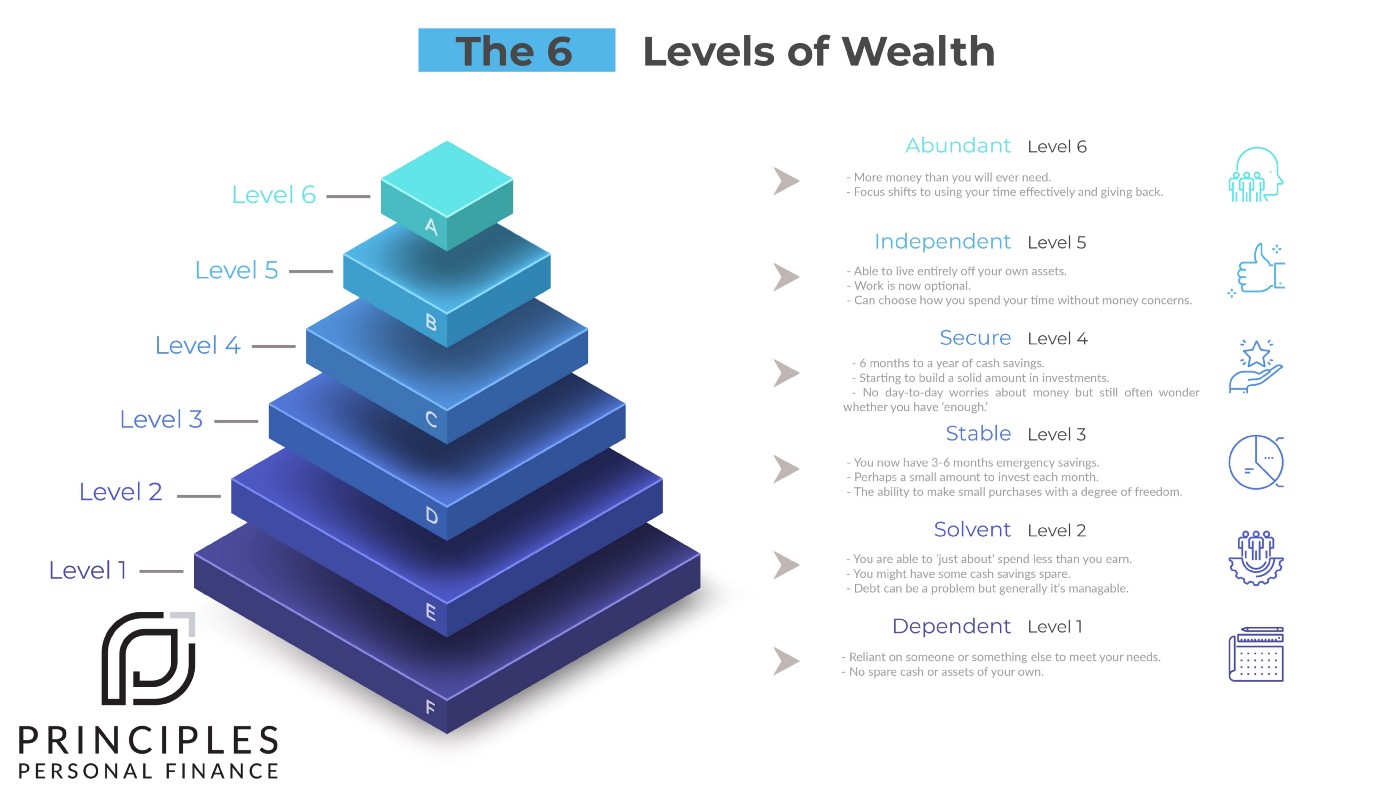 The 6 Levels of Wealth
Level 6
Level 5
Level 4
Level 3
Level 2
Level 1
A
B
C
D
E
F
Abundant Level 6
- More money than you will ever need.
- Focus shifts to using your time effectively and giving back.
Independent Level 5
- Able to live entirely off your own assets.
- Work is now optional.
- Can choose how you spend your time without money concerns.
Secure Level 4
- 6 months to a year of cash savings.
- Starting to build a solid amount in investments.
- No day-to-day worries about money but still often wonder
whether you have 'enough.'
Stable Level 3
- You now have 3-6 months emergency savings.
- Perhaps a small amount to invest each month.
- The ability to make small purchases with a degree of freedom.
Solvent Level 2
- You are able to 'just about' spend less than you earn.
- You might have some cash savings spare.
- Debt can be a problem but generally it's managable.
Dependent Level 1
- Reliant on someone or something else to meet your needs.
- No spare cash or assets of your own.
PRINCIPLES
PERSONAL FINANCE